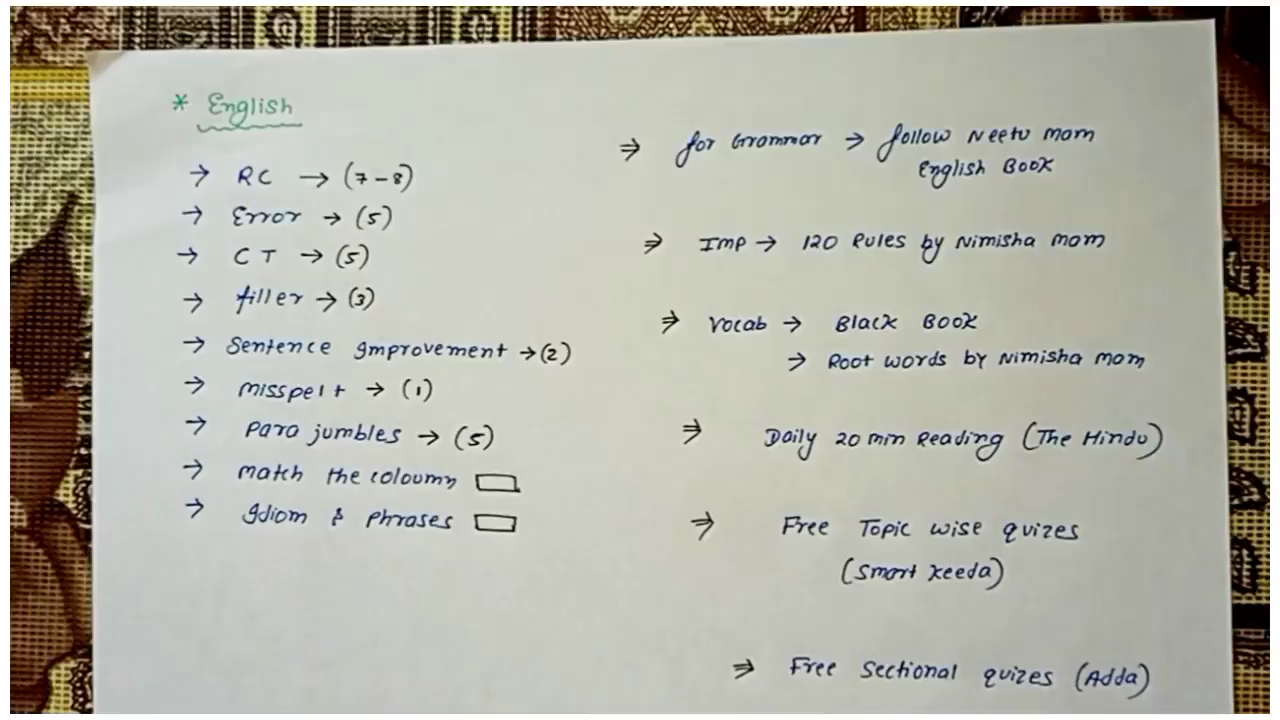 * English
→ RC → (7-8)
→ Error → (5)
→ CT → (5)
→ filler → (3)
→ Sentence Improvement → (2)
→ misspelt → (1)
→ Para jumbles → (5)
→ match the coloumn
→ Idiom & Phrases
⇒ for Grammar → follow Neetu mam
English Book
⇒ Imp → 120 Rules by Nimisha mam
⇒ Vocab → Black Book
→ Root words by Nimisha mam
⇒ Daily 20 min Reading (The Hindu)
⇒ Free Topic wise quizes
(Smart Keeda)
⇒ Free Sectional quizes (Adda)